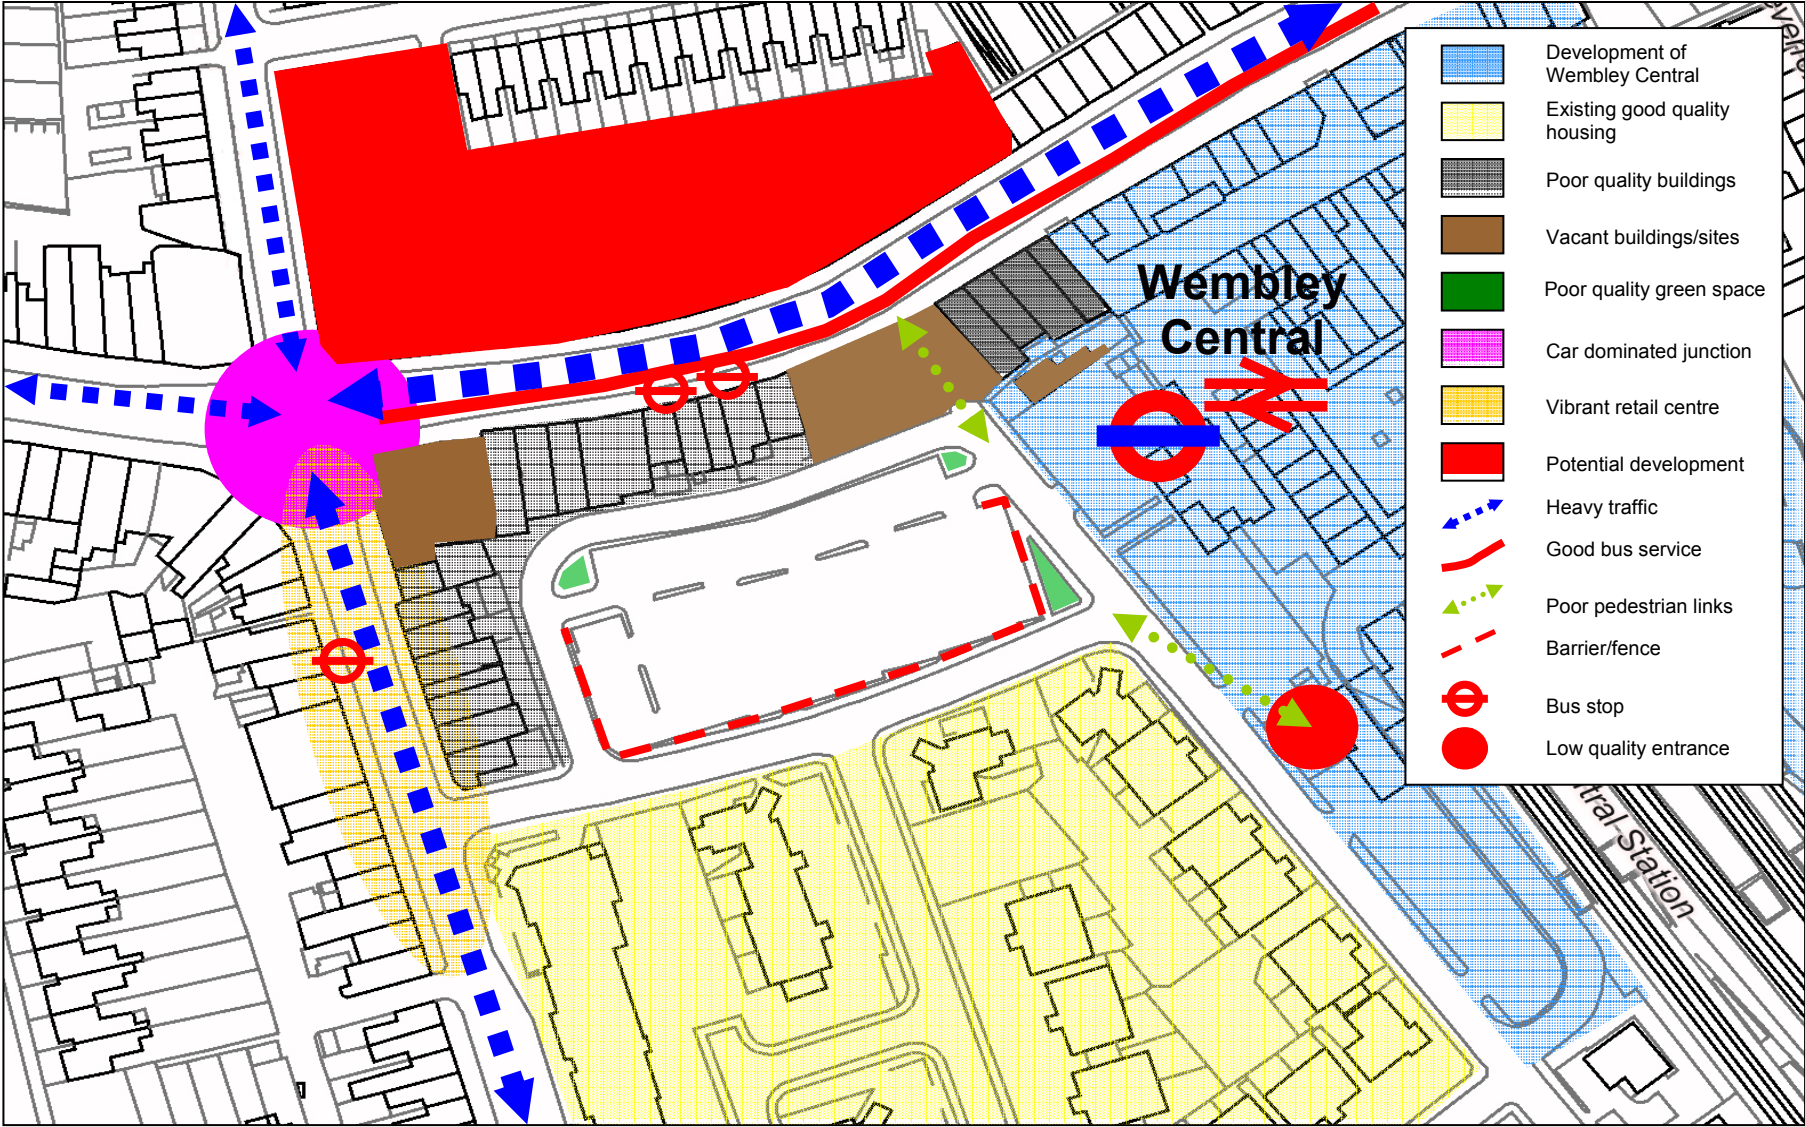 Wembley
Central
Development of
Wembley Central
Existing good quality
housing
Poor quality buildings
Vacant buildings/sites
Poor quality green space
Car dominated junction
Vibrant retail centre
Potential development
Heavy traffic
Good bus service
Poor pedestrian links
Barrier/fence
Bus stop
Low quality entrance
Station